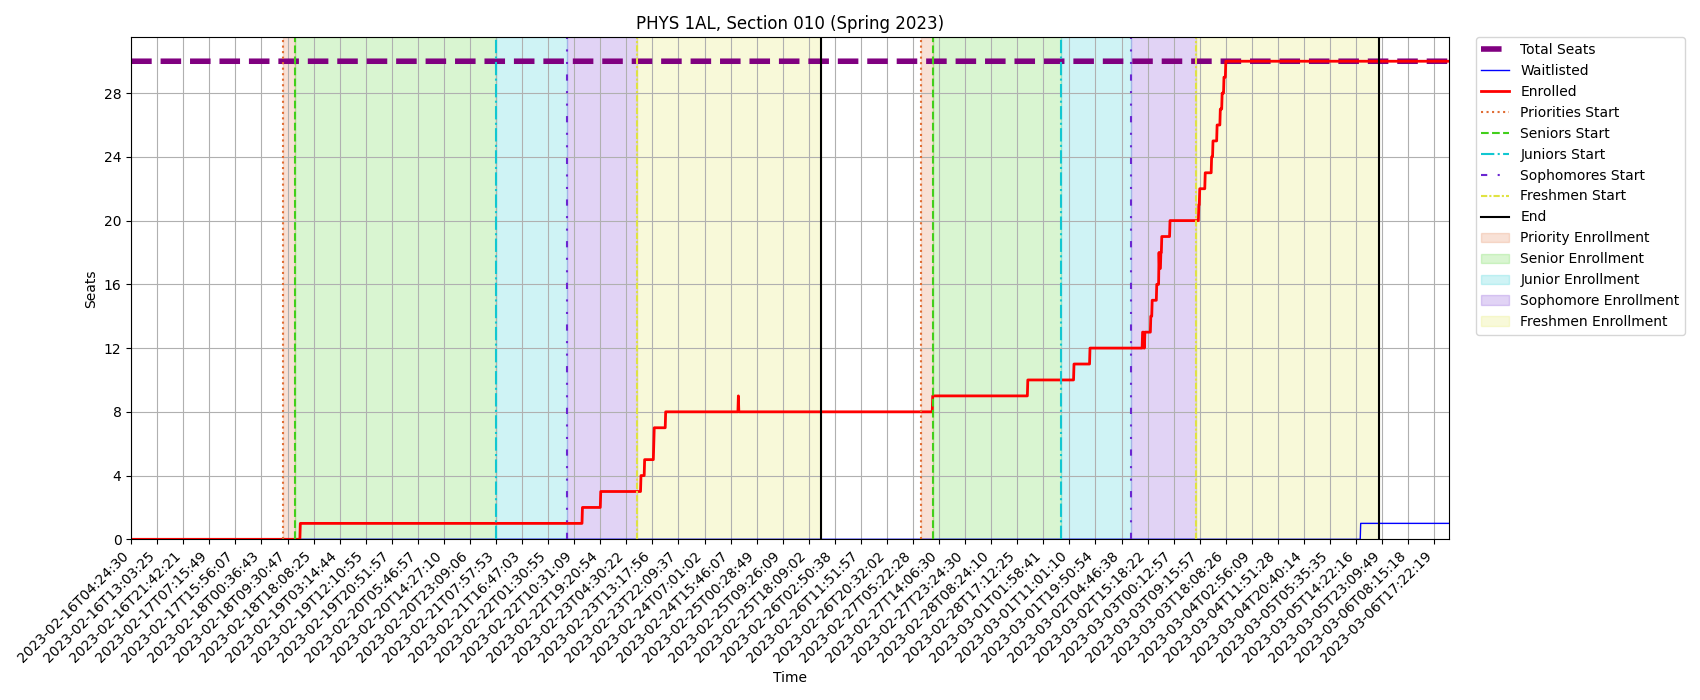 PHYS 1AL, Section 010 (Spring 2023)
Seats
28
24
20
16
12
8
4
0
2023-02-16T04:24:30
2023-02-16T13:03:25
2023-02-16T21:42:21
2023-02-17T07:15:49
2023-02-17T15:56:07
2023-02-18T00:36:43
2023-02-18T09:30:47
2023-02-18T18:08:25
2023-02-19T03:14:44
2023-02-19T12:10:55
2023-02-19T20:51:57
2023-02-20T05:46:57
2023-02-20T14:27:10
2023-02-20T23:09:06
2023-02-21T07:57:53
2023-02-21T16:47:03
2023-02-22T01:30:55
2023-02-22T10:31:09
2023-02-22T19:20:54
2023-02-23T04:30:22
2023-02-23T13:17:56
2023-02-23T22:09:37
2023-02-24T07:01:02
2023-02-24T15:46:07
2023-02-25T00:28:49
2023-02-25T09:26:09
2023-02-25T18:09:02
2023-02-26T02:50:38
2023-02-26T11:51:57
2023-02-26T20:32:02
2023-02-27T05:22:28
2023-02-27T14:06:30
2023-02-27T23:24:30
2023-02-28T08:24:10
2023-02-28T17:12:25
2023-03-01T01:58:41
2023-03-01T11:01:10
2023-03-01T19:50:54
2023-03-02T04:46:38
2023-03-02T15:18:22
2023-03-03T00:12:57
2023-03-03T09:15:57
2023-03-03T18:08:26
2023-03-04T02:56:09
2023-03-04T11:51:28
2023-03-04T20:40:14
2023-03-05T05:35:35
2023-03-05T14:22:16
2023-03-05T23:09:49
2023-03-06T08:15:18
2023-03-06T17:22:19
Time
Total Seats
Waitlisted
Enrolled
Priorities Start
Seniors Start
Juniors Start
Sophomores Start
Freshmen Start
End
Priority Enrollment
Senior Enrollment
Junior Enrollment
Sophomore Enrollment
Freshmen Enrollment